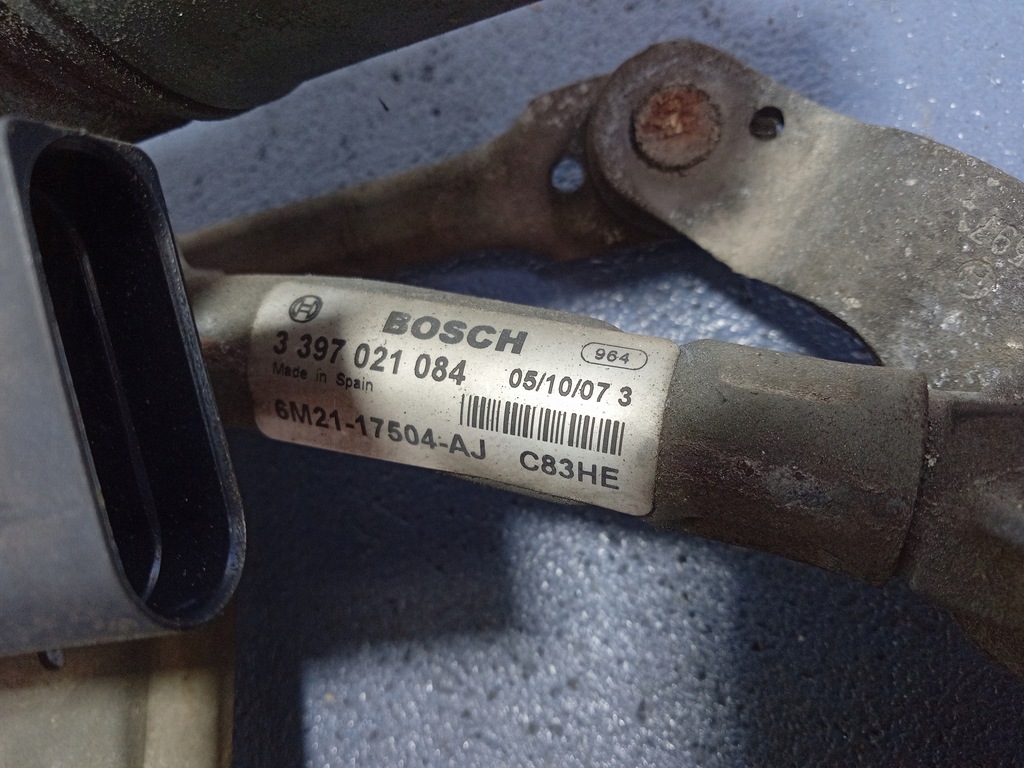 BOSCH
964
3 397 021 084
05/10/07 3
Made in Spain
6M21-17504-AJ
C83HE